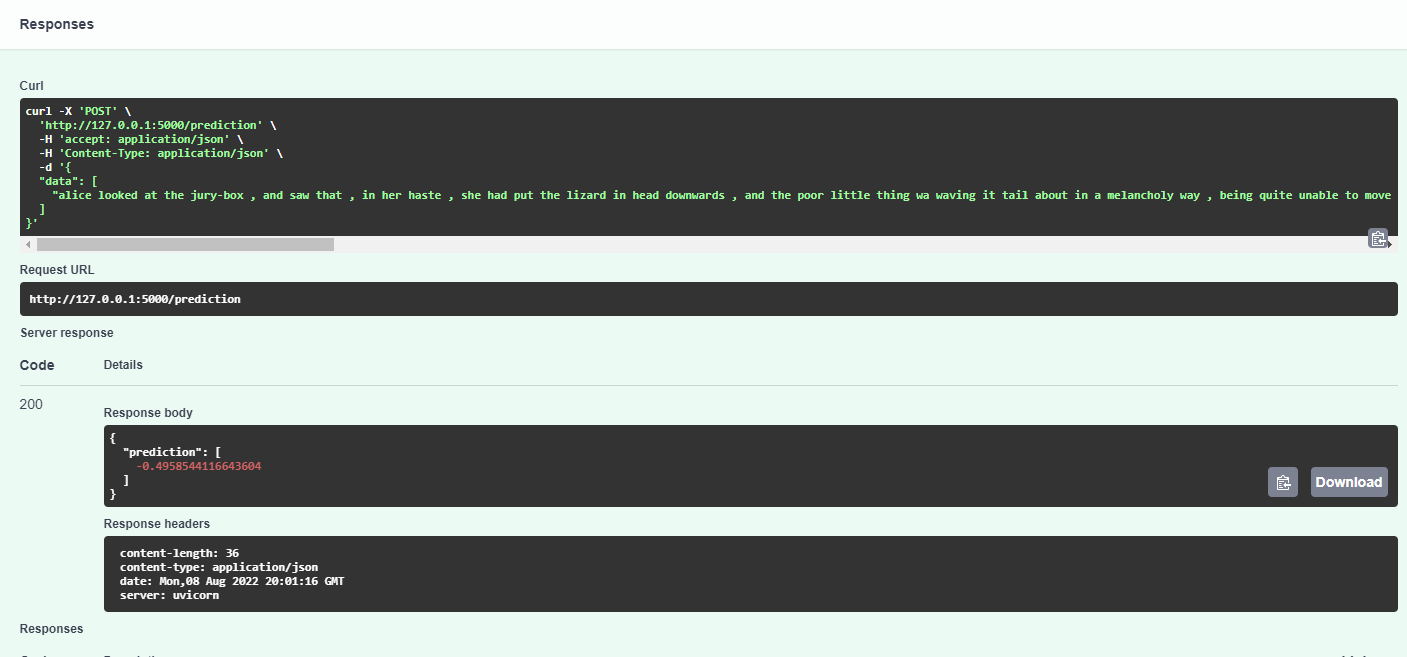 Responses
Curl
curl -X 'POST' \
'http://127.0.0.1:5000/prediction' \
-H 'accept: application/json' \
-H 'Content-Type: application/json' \
-d '{
"data": [
"alice looked at the jury-box , and saw that , in her haste , she had put the lizard in head downwards , and the poor little thing wa waving it tail about in a melancholy way , being quite unable to move
]
}'
Request URL
http://127.0.0.1:5000/prediction
Server response
Code Details
200
Response body
{
"prediction": [
-0.4958544116643604
]
}
Download
Response headers
content-length: 36
content-type: application/json
date: Mon,08 Aug 2022 20:01:16 GMT
server: uvicorn
Responses